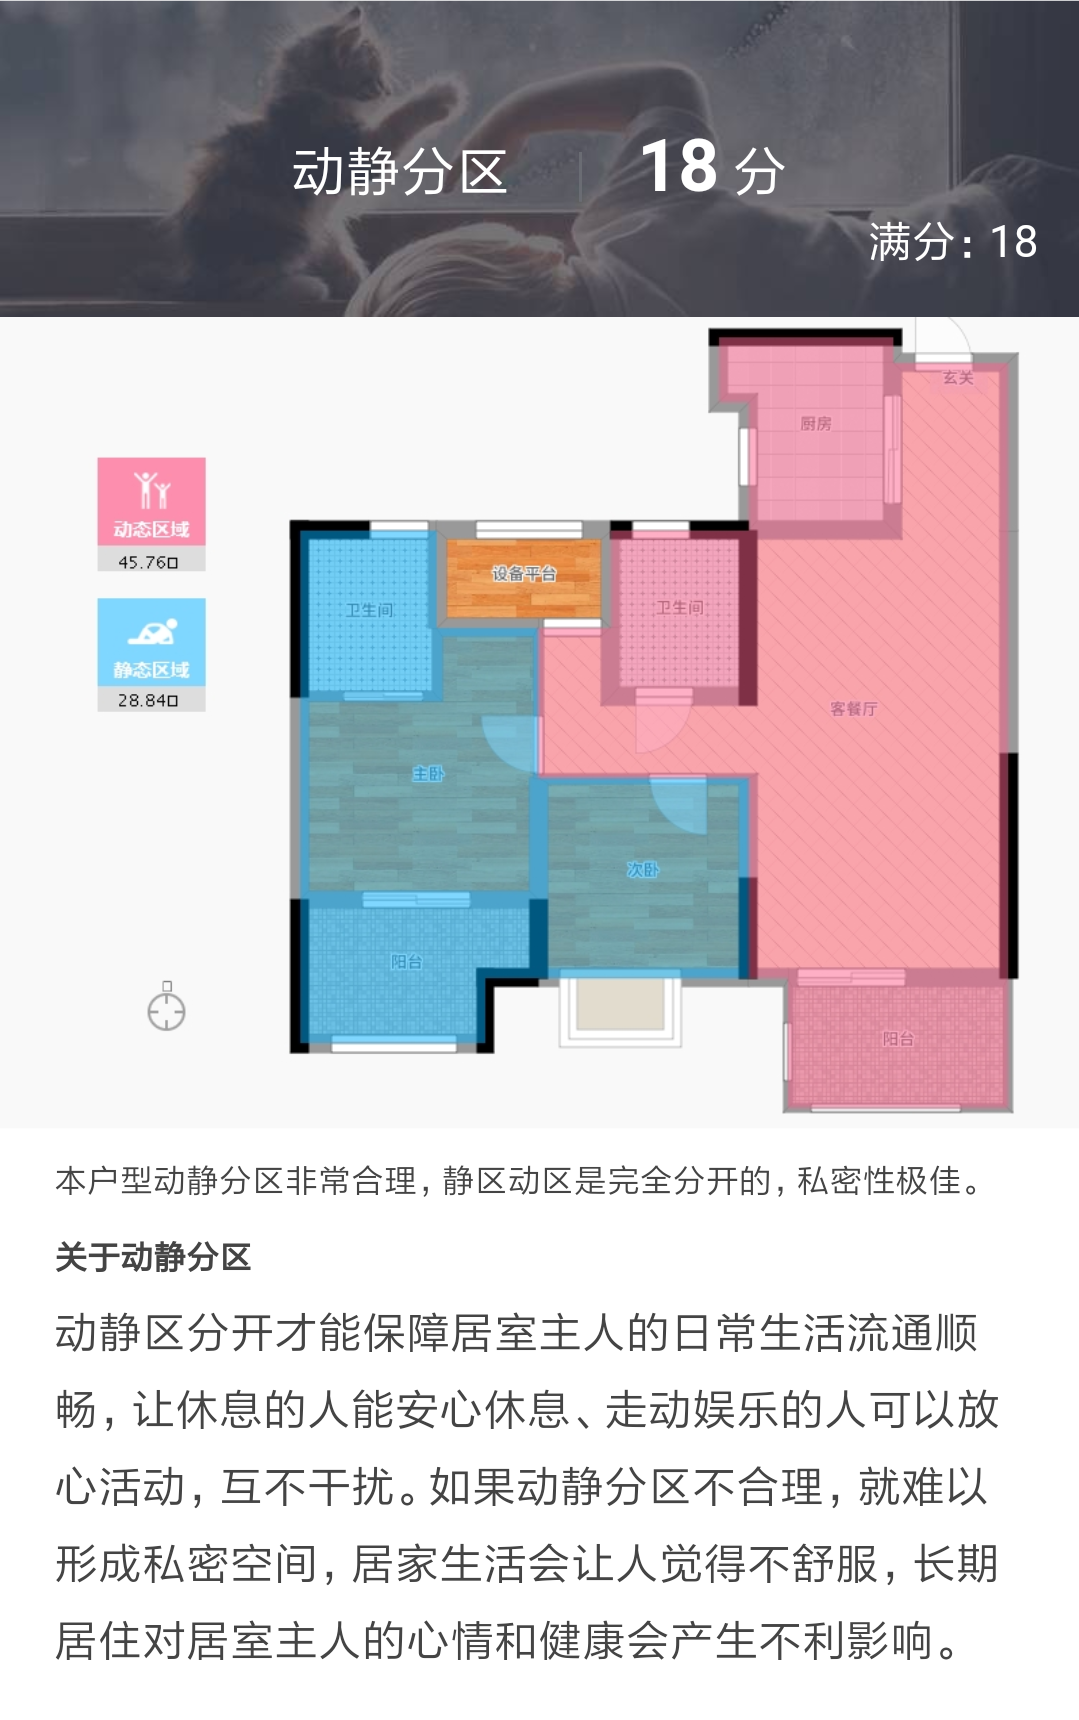 动静分区
18 分
满分：18
玄关
厨房
动态区域
45.76口
设备平台
卫生间
卫生间
静态区域
28.84口
客餐厅
主卧
次卧
阳台
阳台
本户型动静分区非常合理，静区动区是完全分开的，私密性极佳。
关于动静分区
动静区分开才能保障居室主人的日常生活流通顺
畅，让休息的人能安心休息、走动娱乐的人可以放
心活动，互不干扰。如果动静分区不合理，就难以
形成私密空间，居家生活会让人觉得不舒服，长期
居住对居室主人的心情和健康会产生不利影响。